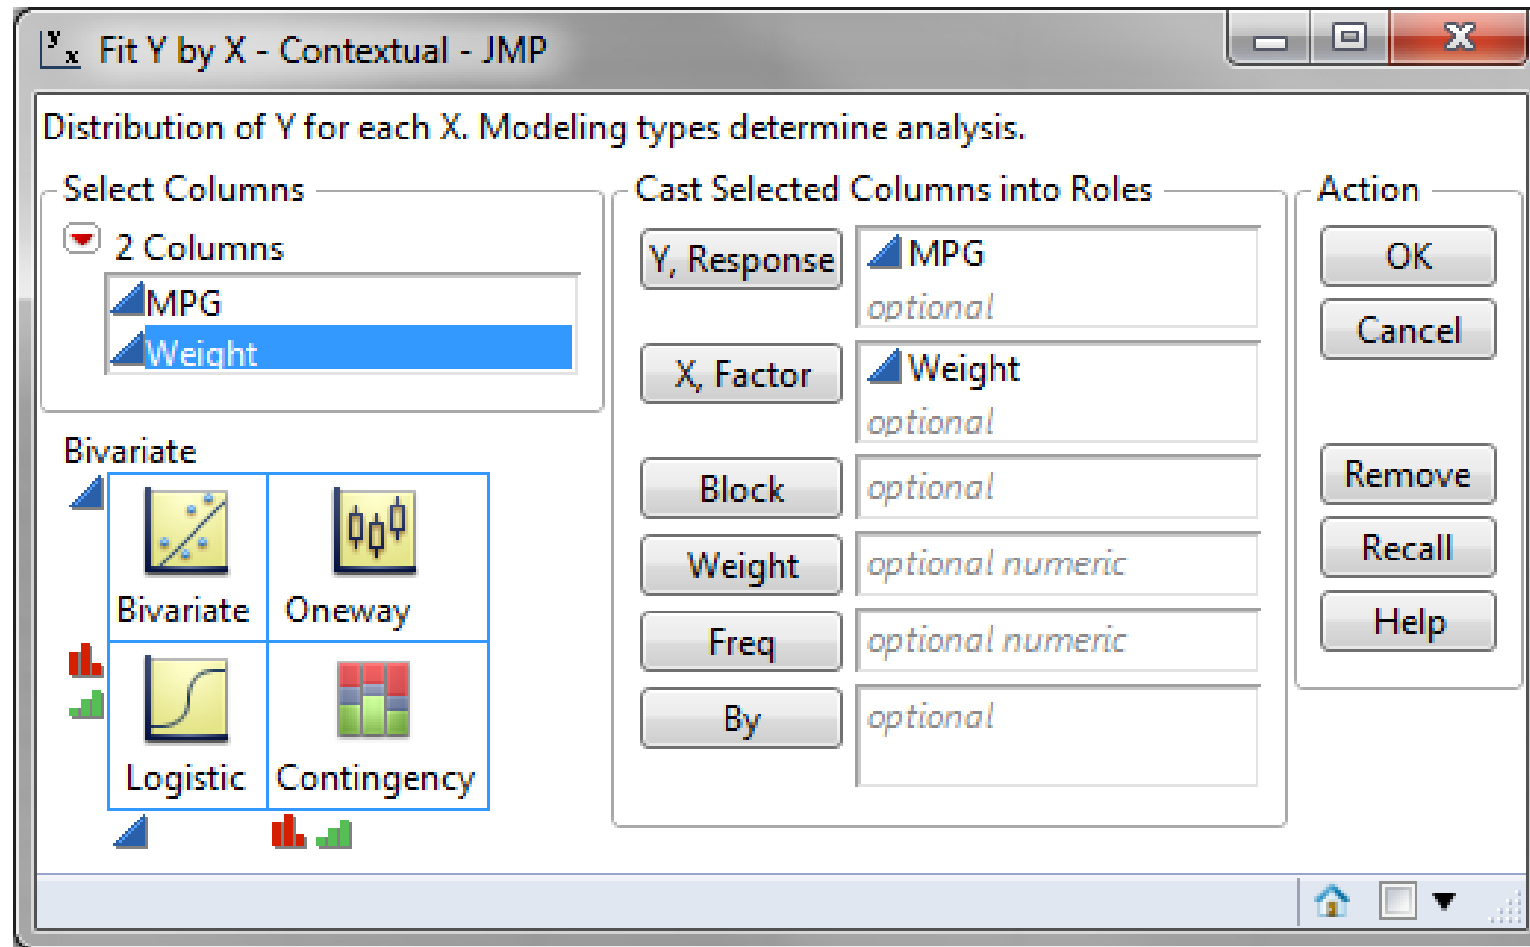 Fit Y by X - Contextual - JMP
Distribution of Y for each X. Modeling types determine analysis.
Select Columns
2 Columns
MPG
Weight
Bivariate
Bivariate
Oneway
Logistic
Contingency
Cast Selected Columns into Roles
Y, Response
MPG
optional
X, Factor
Weight
optional
Block
optional
Weight
optional numeric
Freq
optional numeric
By
optional
Action
OK
Cancel
Remove
Recall
Help